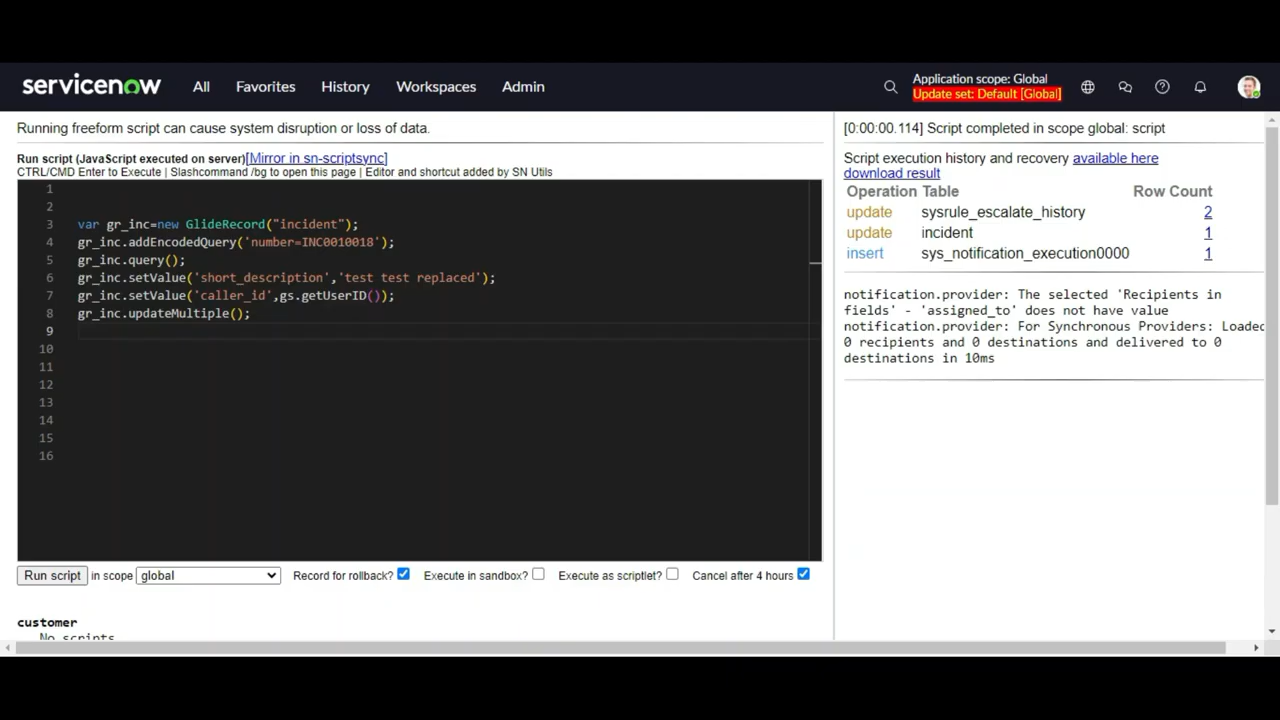 servicenow All Favorites History Workspaces Admin Application scope: Global
Update set: Default [Global]
Running freeform script can cause system disruption or loss of data.
Run script (JavaScript executed on server)[Mirror in sn-scriptsync]
CTRL/CMD Enter to Execute | Slashcommand /bg to open this page | Editor and shortcut added by SN Utils
1
2
3 var gr_inc=new GlideRecord("incident");
4 gr_inc.addEncodedQuery('number=INC0010018');
5 gr_inc.query();
6 gr_inc.setValue('short_description','test test replaced');
7 gr_inc.setValue('caller_id',gs.getUserID());
8 gr_inc.updateMultiple();
9
10
11
12
13
14
15
16
Run script in scope global Record for rollback? Execute in sandbox? Execute as scriptlet? Cancel after 4 hours
customer
No scripts
[0:00:00.114] Script completed in scope global: script
Script execution history and recovery available here
download result
Operation Table Row Count
update sysrule_escalate_history 2
update incident 1
insert sys_notification_execution0000 1
notification.provider: The selected 'Recipients in
fields' - 'assigned_to' does not have value
notification.provider: For Synchronous Providers: Loaded
0 recipients and 0 destinations and delivered to 0
destinations in 10ms